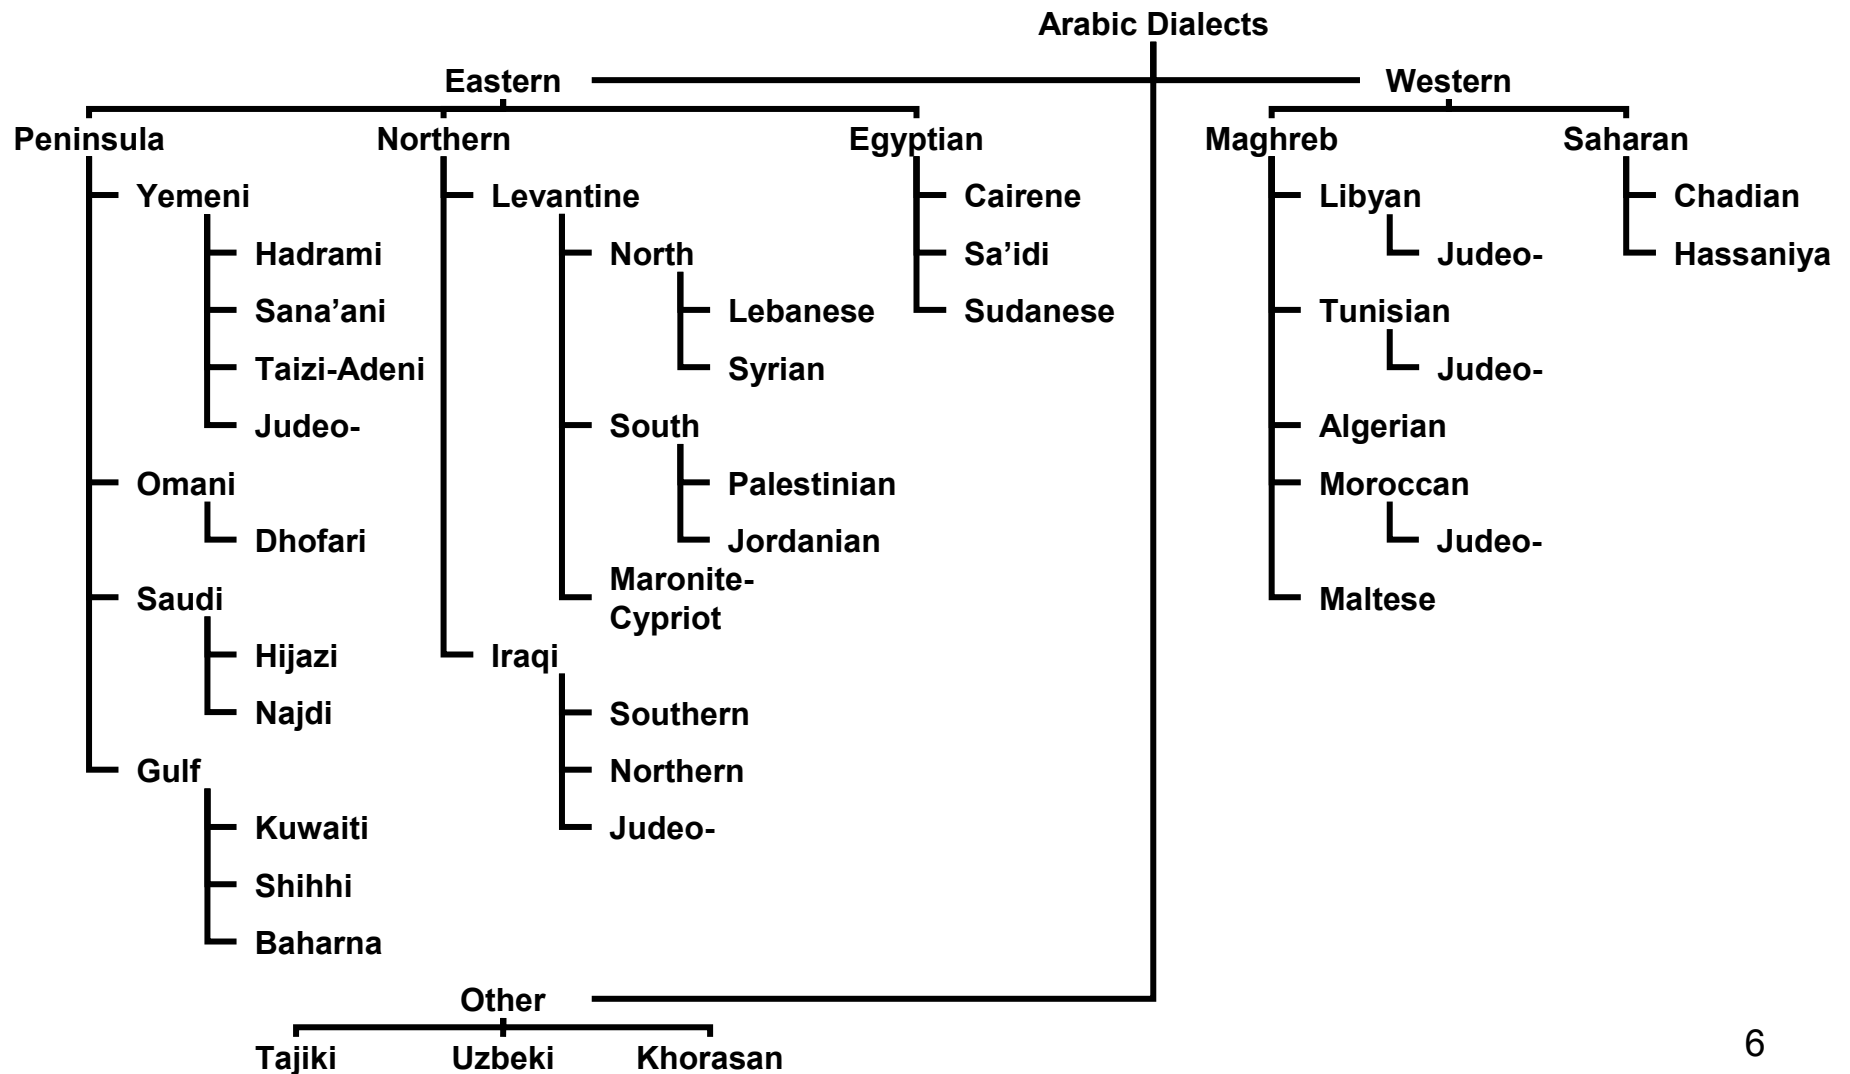 Arabic Dialects
Eastern
Western
Peninsula
Northern
Egyptian
Maghreb
Saharan
Yemeni
Levantine
Cairene
Libyan
Chadian
Hadrami
North
Sa’idi
Judeo-
Hassaniya
Sana’ani
Lebanese
Sudanese
Tunisian
Taizi-Adeni
Syrian
Judeo-
Judeo-
South
Algerian
Omani
Palestinian
Moroccan
Dhofari
Jordanian
Judeo-
Saudi
Maronite-
Cypriot
Maltese
Hijazi
Iraqi
Najdi
Southern
Gulf
Northern
Kuwaiti
Judeo-
Shihhi
Baharna
Other
Tajiki
Uzbeki
Khorasan
6